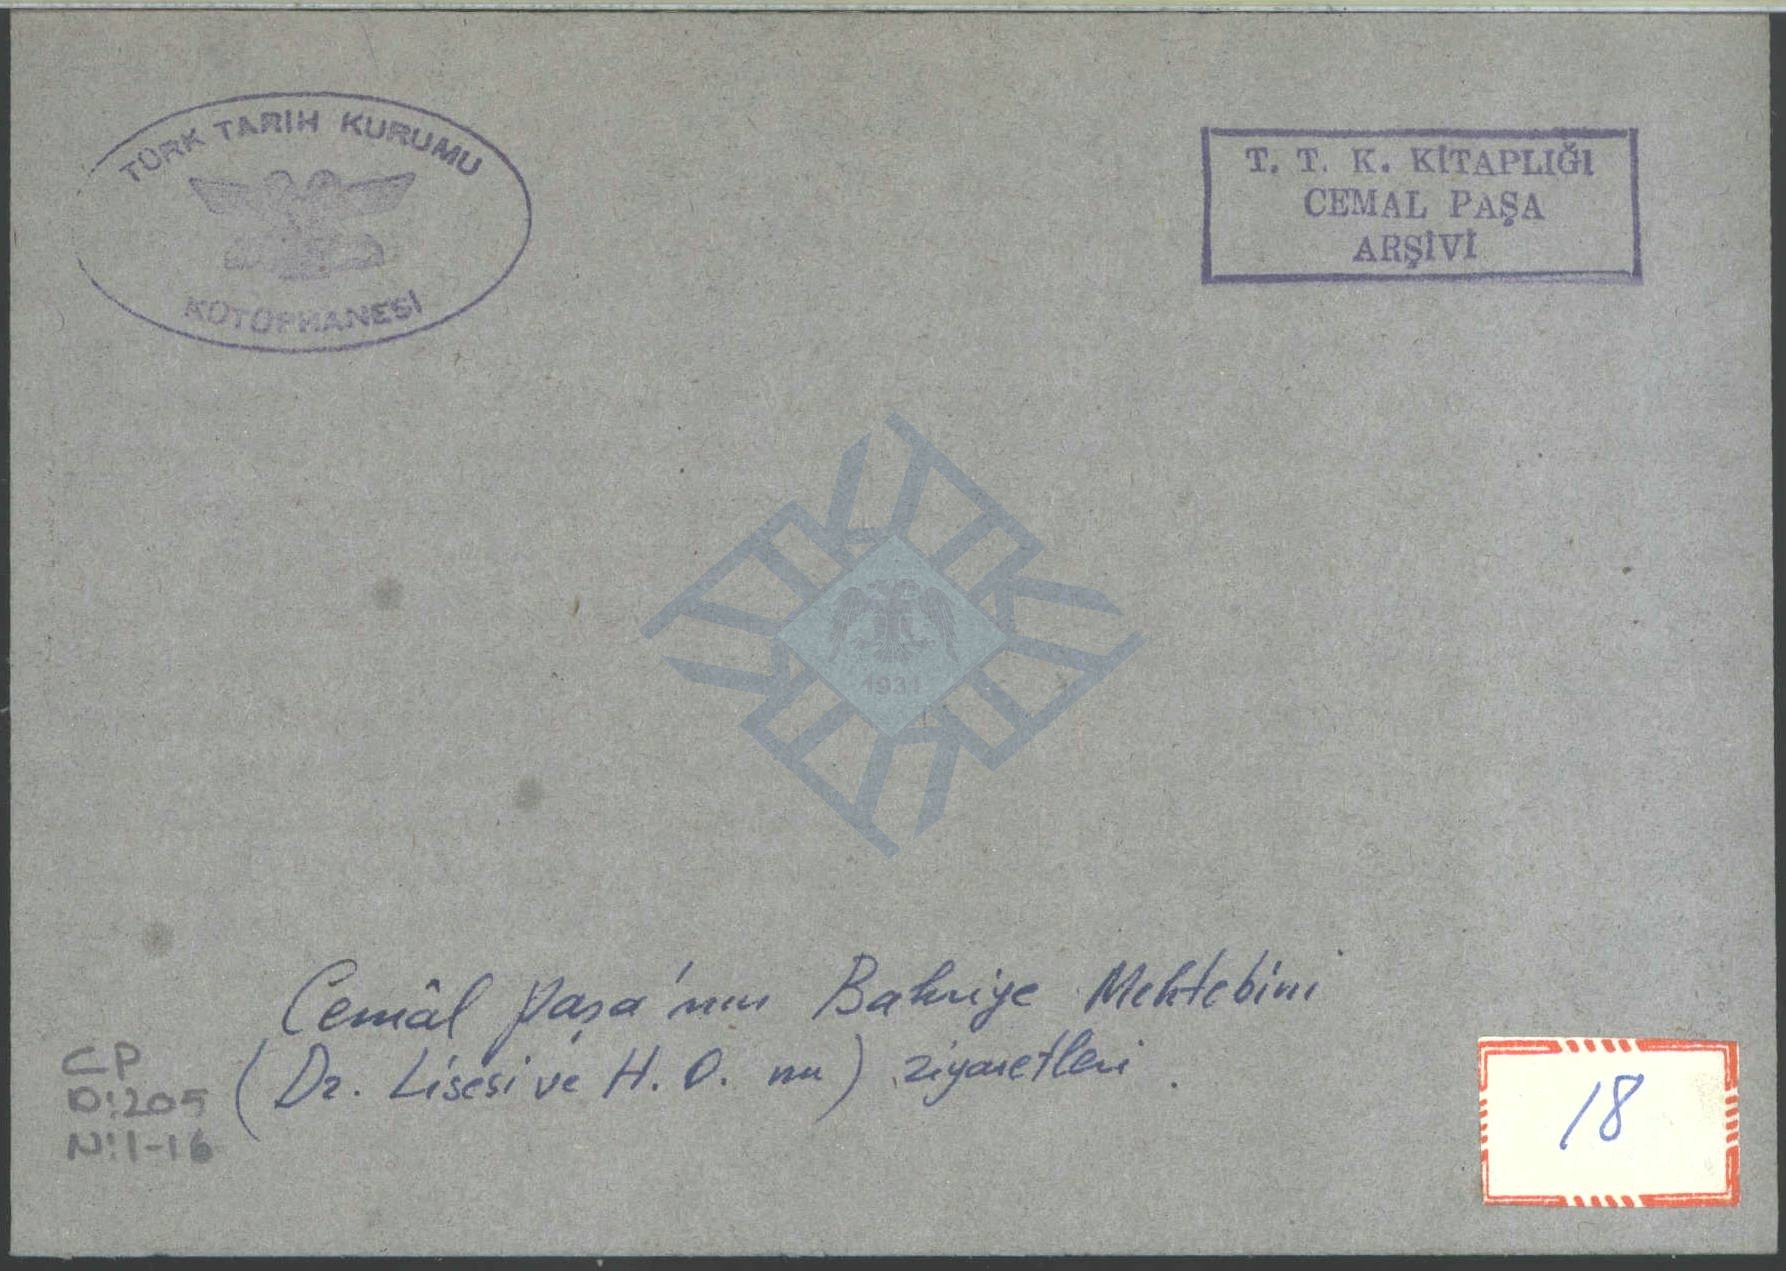 TÜRK TARİH KURUMU
KÜTÜPHANESİ
T. T. K. KİTAPLIĞI
CEMAL PAŞA
ARŞİVİ
1931
Cemâl Paşa'nın Bahriye Mektebini
(Dz. Lisesi ve H. O. nu) ziyaretleri.
CP
D:205
N:1-16
18